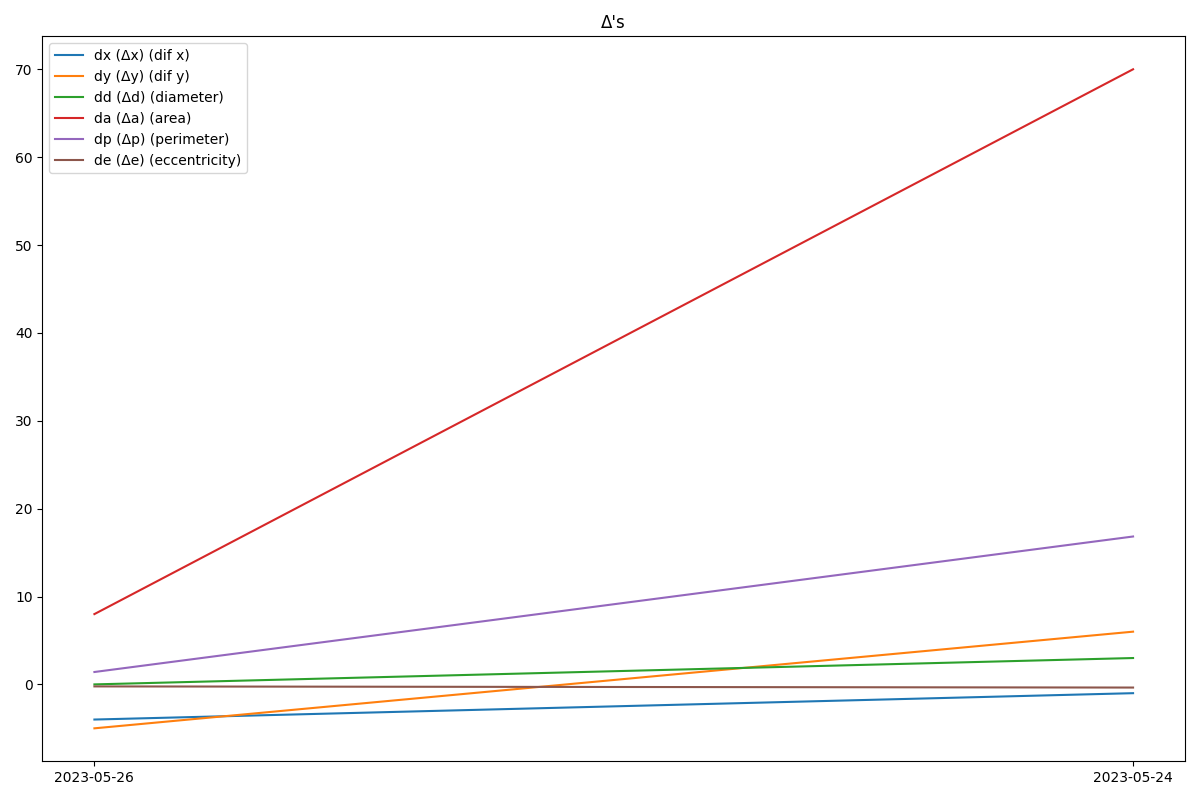 Δ's
dx (Δx) (dif x)
dy (Δy) (dif y)
dd (Δd) (diameter)
da (Δa) (area)
dp (Δp) (perimeter)
de (Δe) (eccentricity)
70
60
50
40
30
20
10
0
2023-05-26
2023-05-24